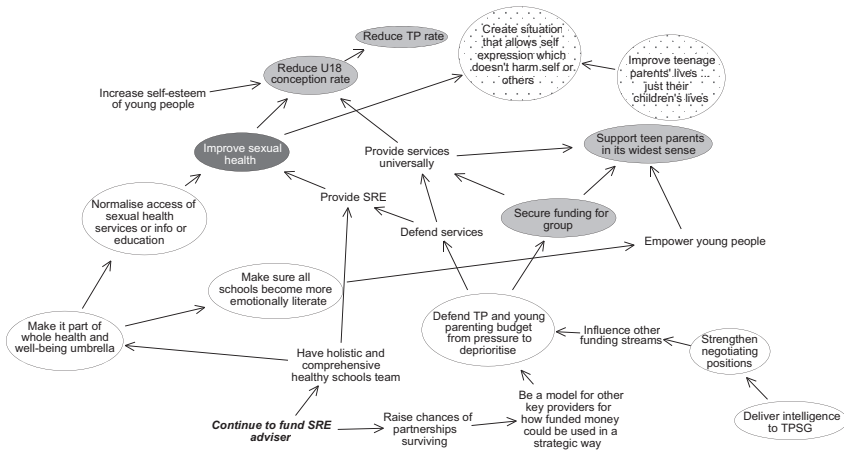 Reduce TP rate
Create situation
that allows self
expression which
doesn't harm self or
others
Reduce U18
conception rate
Improve teenage
parents' lives ...
just their
children's lives
Increase self-esteem
of young people
Improve sexual
health
Provide services
universally
Support teen parents
in its widest sense
Normalise access of
sexual health
services or info or
education
Provide SRE
Defend services
Secure funding for
group
Empower young people
Make sure all
schools become more
emotionally literate
Make it part of
whole health and
well-being umbrella
Defend TP and young
parenting budget
from pressure to
deprioritise
Influence other
funding streams
Strengthen
negotiating
positions
Have holistic and
comprehensive
healthy schools team
Continue to fund SRE
adviser
Raise chances of
partnerships
surviving
Be a model for other
key providers for
how funded money
could be used in a
strategic way
Deliver intelligence
to TPSG